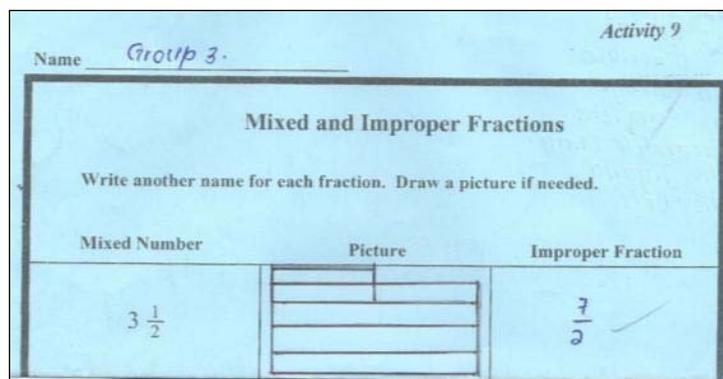 Activity 9
Name Group 3.
Mixed and Improper Fractions
Write another name for each fraction. Draw a picture if needed.
Mixed Number Picture Improper Fraction
3 1/2 7/2